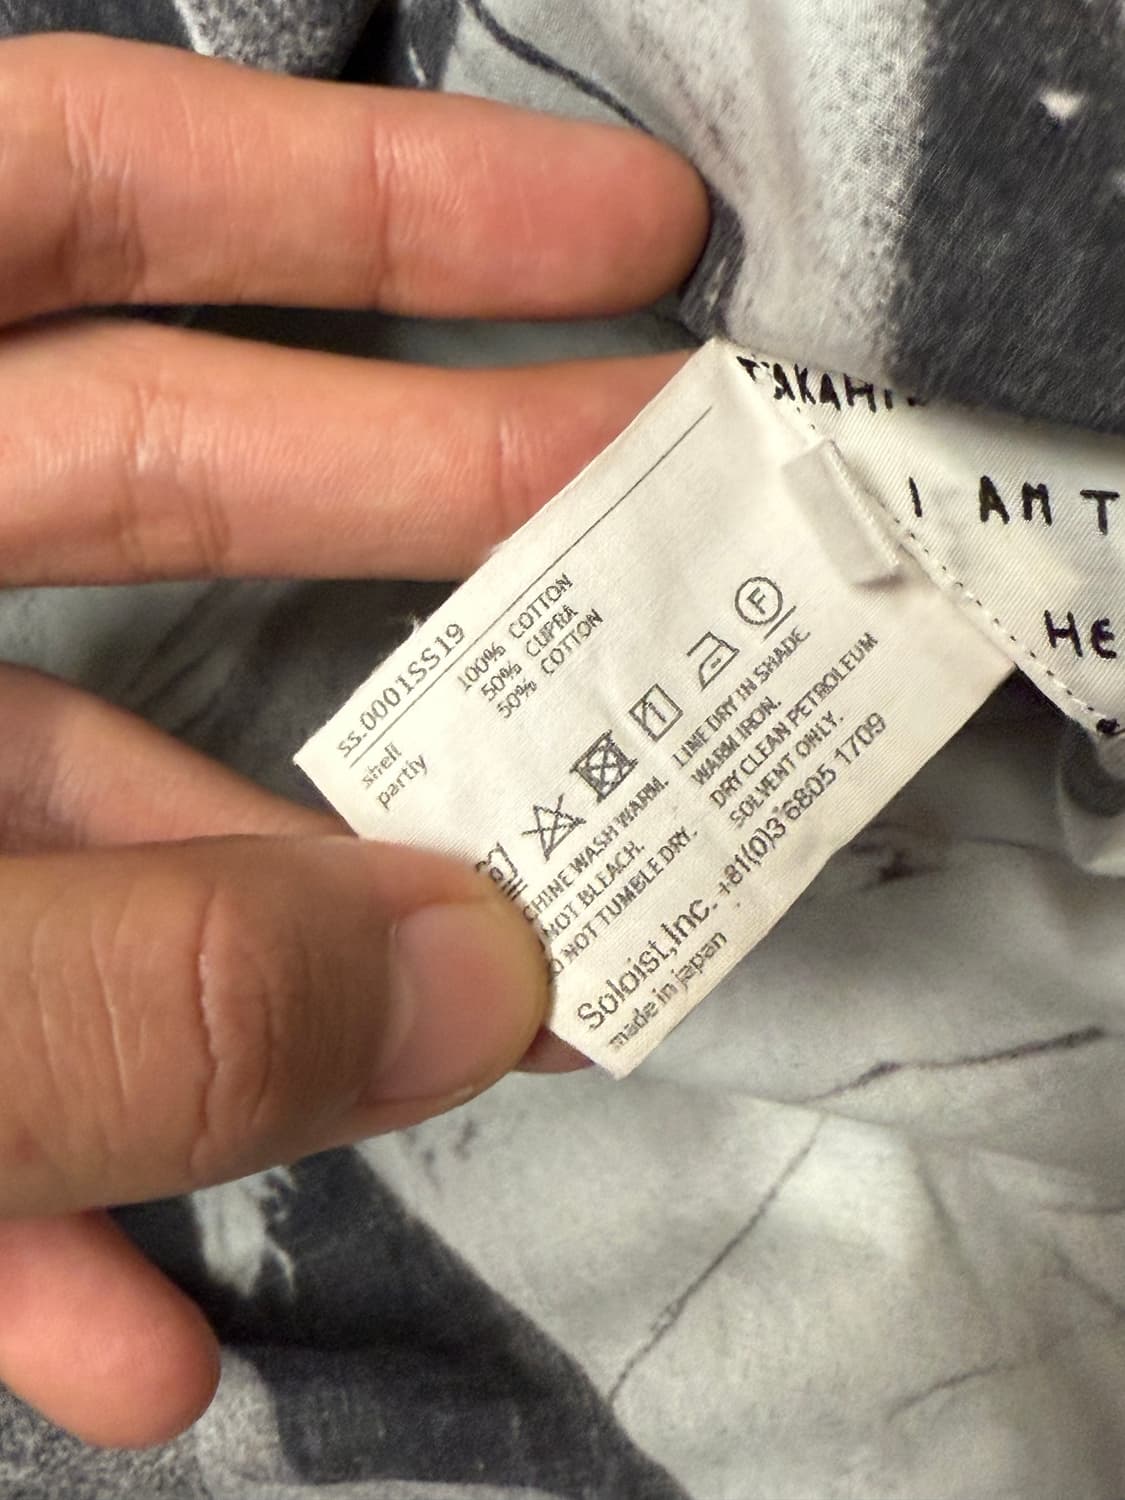 ss.0001SS19
shell 100% COTTON
partly 50% CUPRA
50% COTTON
F
CHINE WASH WARM.
NOT BLEACH.
O NOT TUMBLE DRY.
LINE DRY IN SHADE.
WARM IRON.
DRY CLEAN PETROLEUM
SOLVENT ONLY.
Soloist,Inc. +81(0)3 6805 1709
made in japan
TAKAHI
I AM T
HE